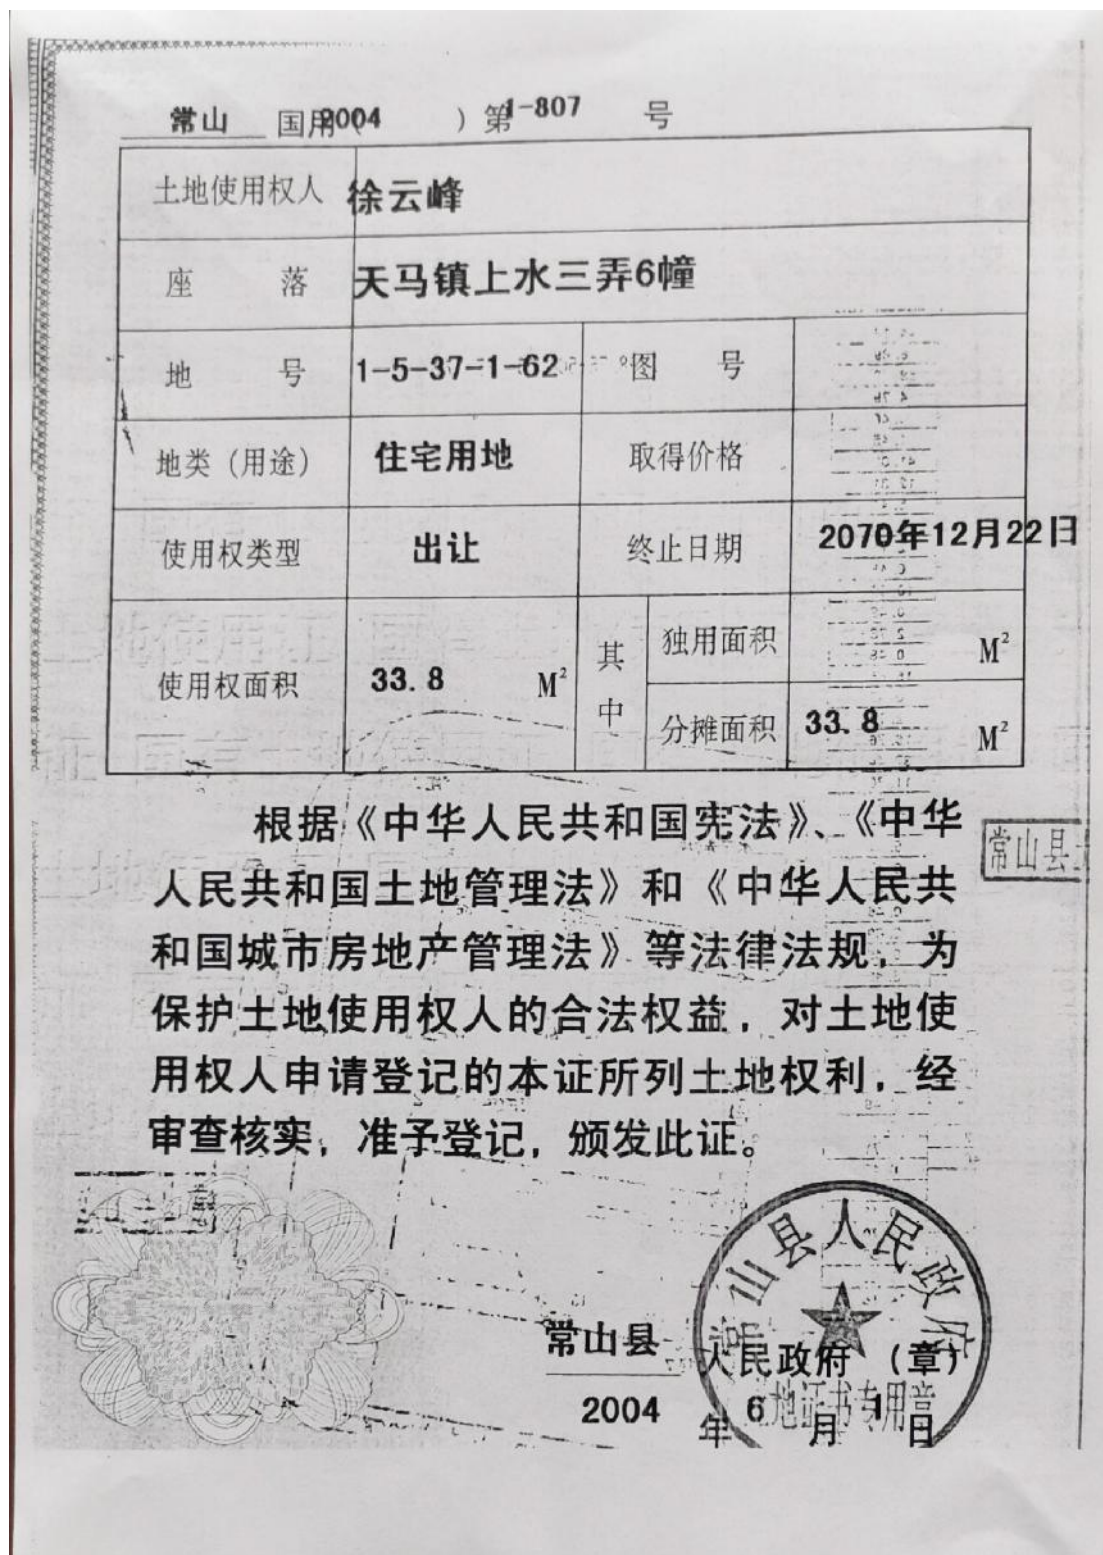 常山 国用(2004 )第1-807 号
土地使用权人 徐云峰
座 落 天马镇上水三弄6幢
地 号 1-5-37-1-62 图 号
地类（用途） 住宅用地 取得价格
使用权类型 出让 终止日期 2070年12月22日
使用权面积 33.8 M² 其中 独用面积 M²
分摊面积 33.8 M²
根据《中华人民共和国宪法》、《中华
人民共和国土地管理法》和《中华人民共
和国城市房地产管理法》等法律法规，为
保护土地使用权人的合法权益，对土地使
用权人申请登记的本证所列土地权利，经
审查核实，准予登记，颁发此证。
常山县
常山县人民政府
常山县 人民政府（章）
地证书专用章
2004 年 6 月 1 日